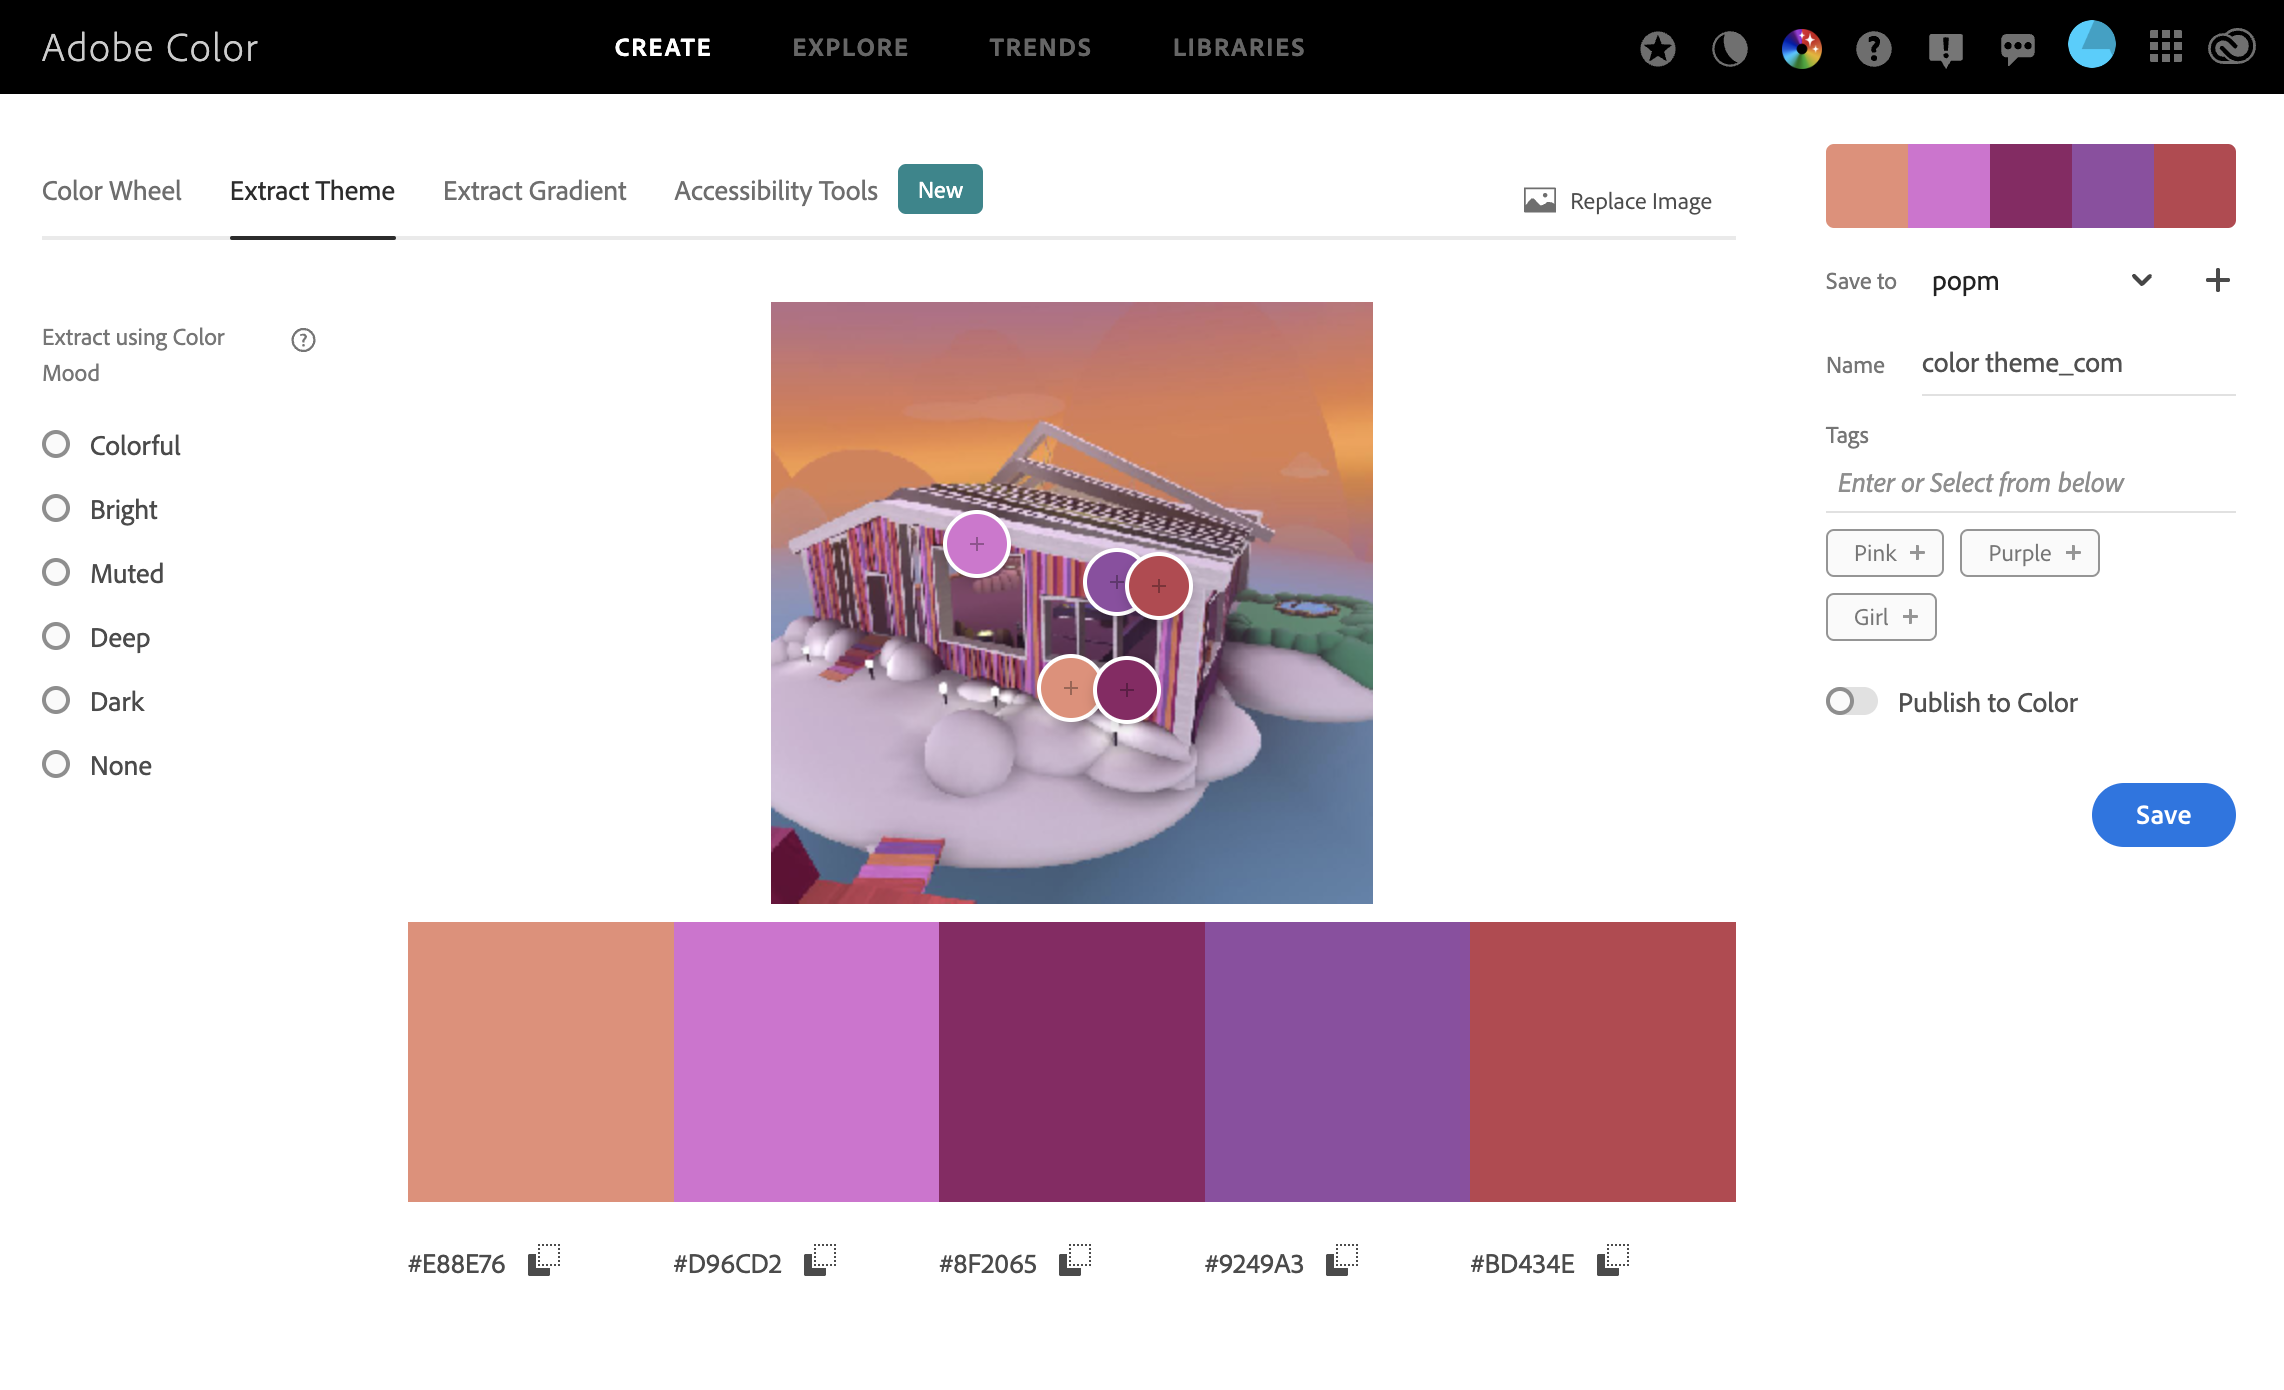 Adobe Color
CREATE
EXPLORE
TRENDS
LIBRARIES
Color Wheel
Extract Theme
Extract Gradient
Accessibility Tools
New
Replace Image
Extract using Color
Mood
Colorful
Bright
Muted
Deep
Dark
None
Save to
popm
Name
color theme_com
Tags
Enter or Select from below
Pink +
Purple +
Girl +
Publish to Color
Save
#E88E76
#D96CD2
#8F2065
#9249A3
#BD434E